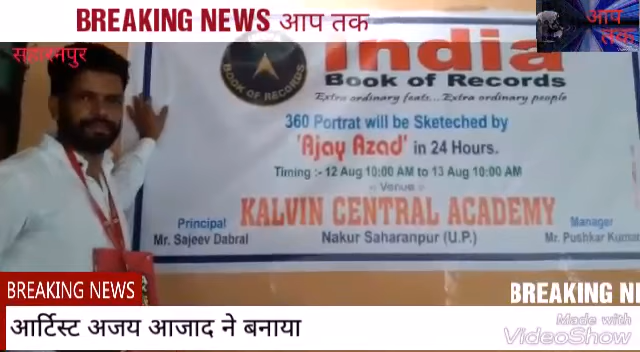 BREAKING NEWS आप तक
आप
तक
सहारनपुर
BOOK OF RECORDS
India
Book of Records
Extra ordinary feats...Extra ordinary people
360 Portrat will be Sketeched by
'Ajay Azad' in 24 Hours.
Timing :- 12 Aug 10:00 AM to 13 Aug 10:00 AM
Venue
KALVIN CENTRAL ACADEMY
Principal
Mr. Sajeev Dabral
Nakur Saharanpur (U.P.)
Manager
Mr. Pushkar Kumar
BREAKING NEWS
BREAKING NE
आर्टिस्ट अजय आजाद ने बनाया
Made with
VideoShow